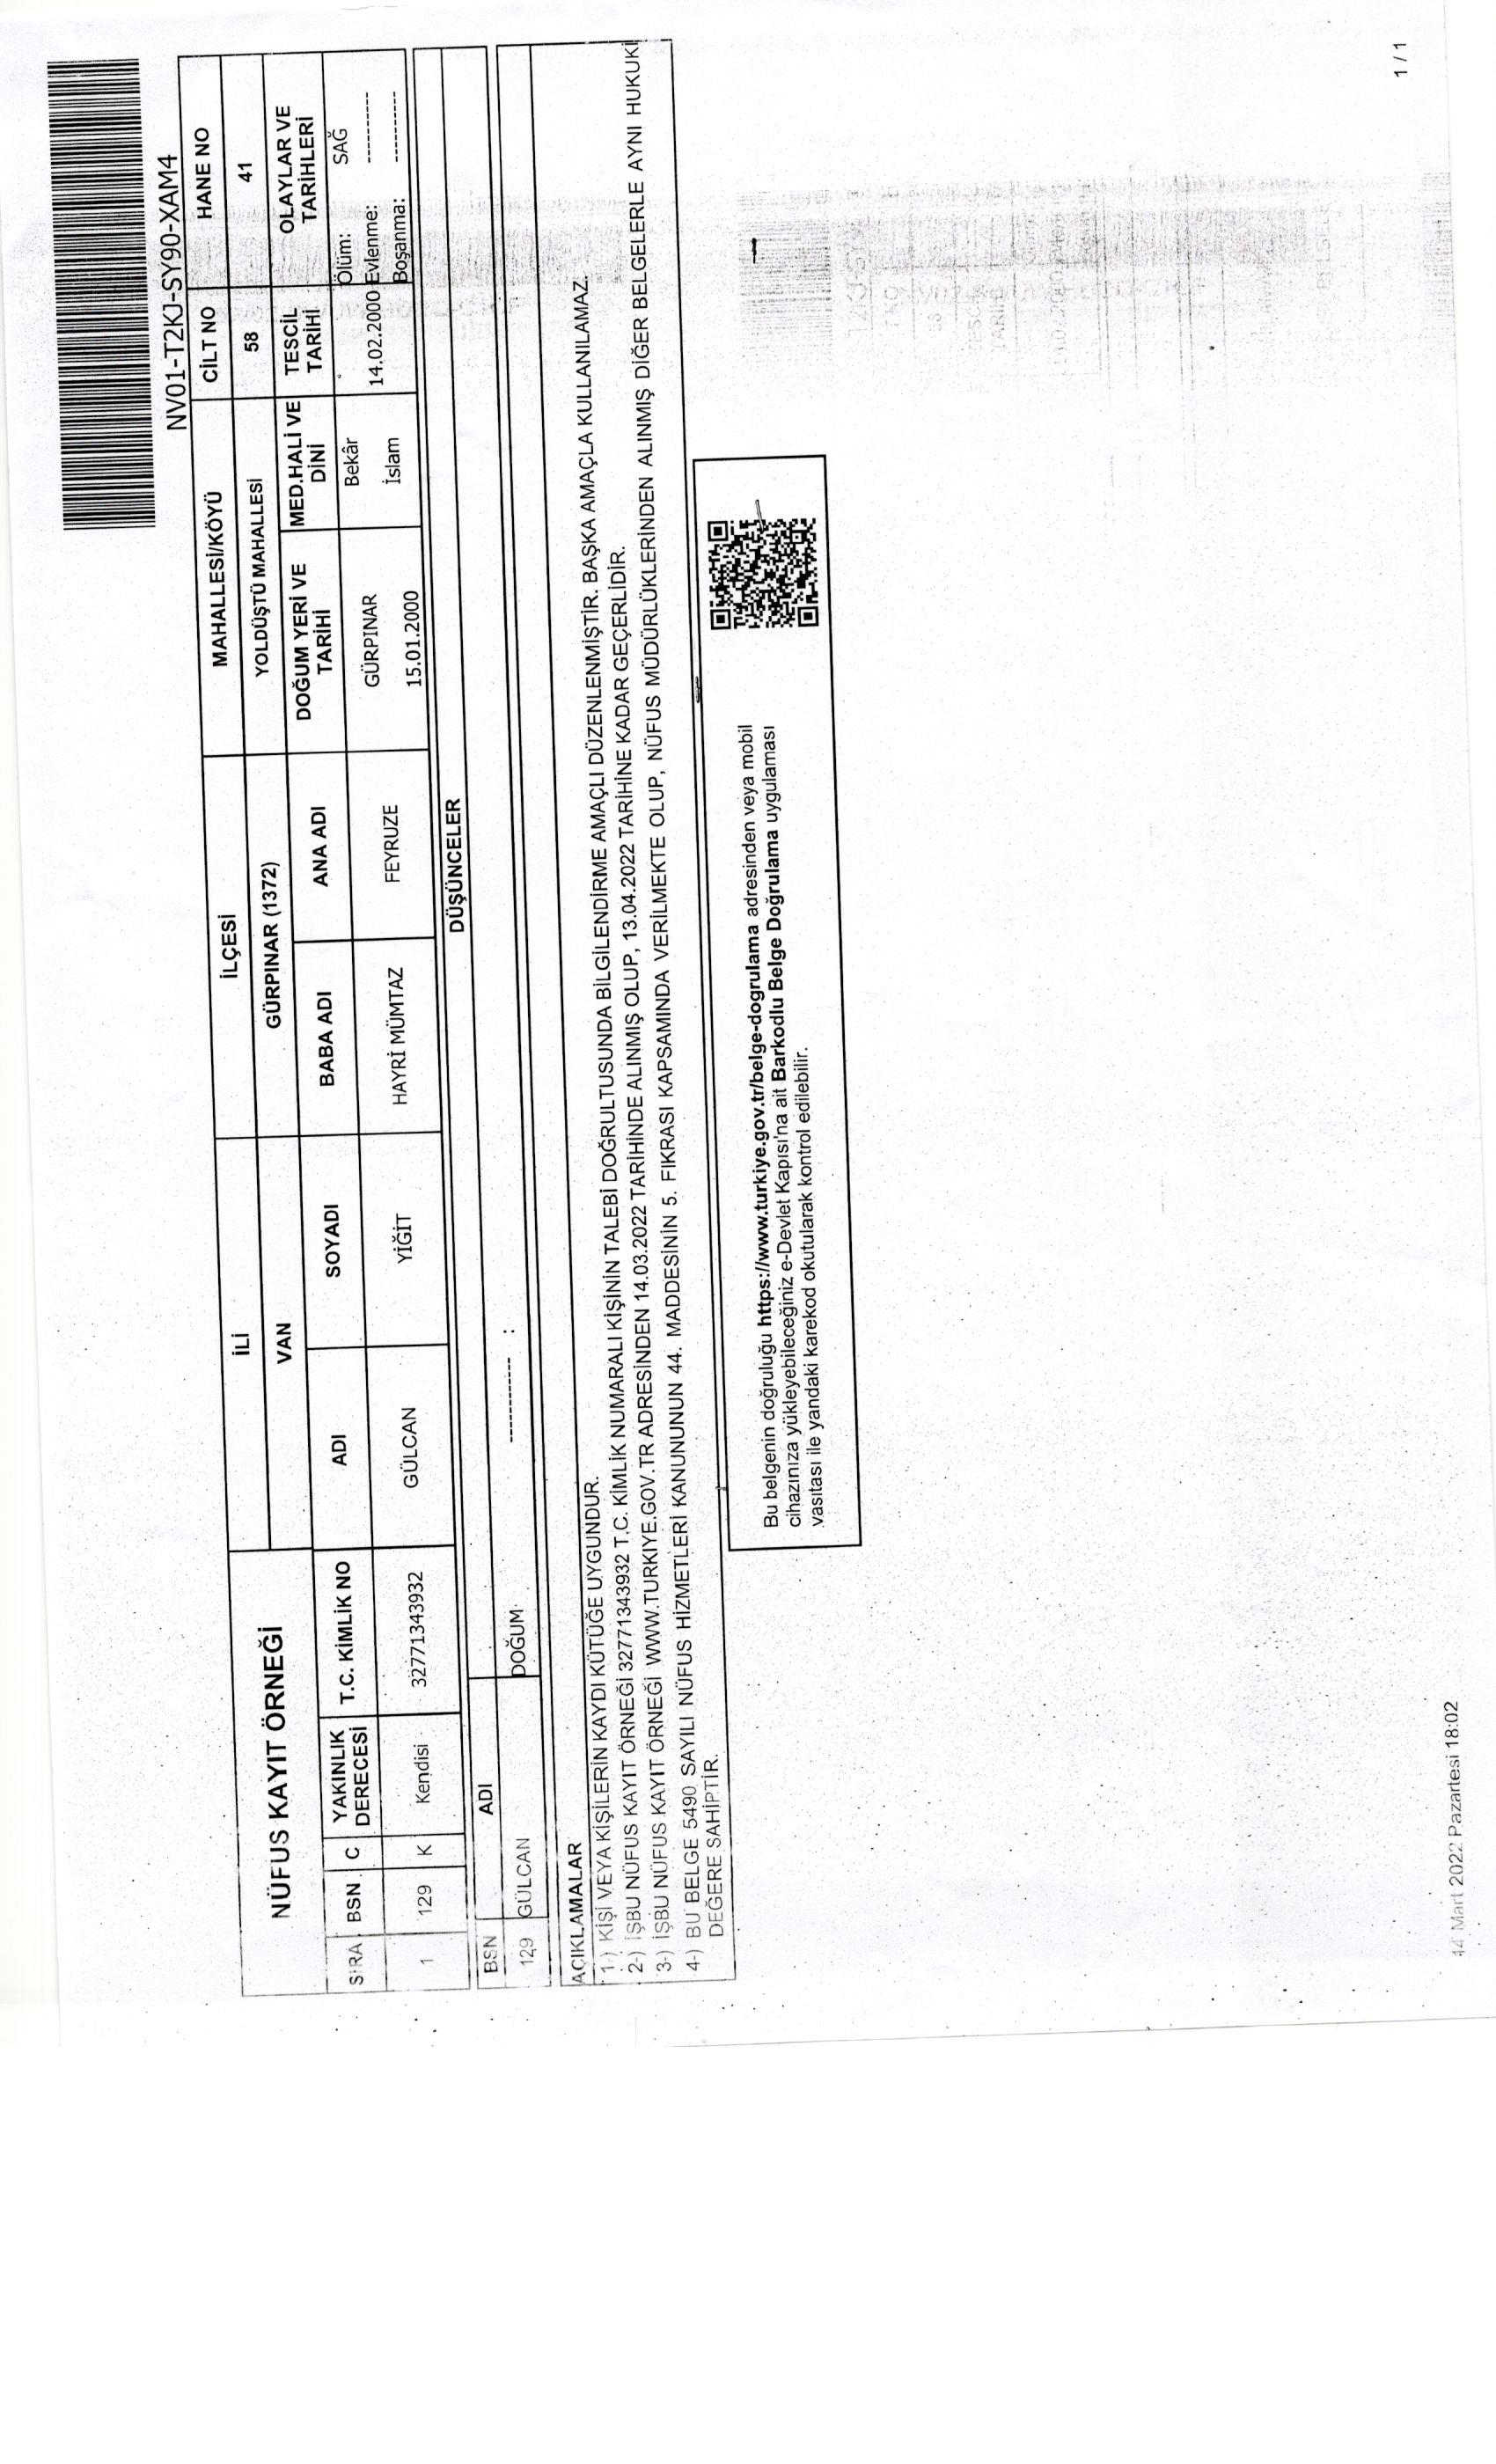 NV01-T2KJ-SY90-XAM4
NÜFUS KAYIT ÖRNEĞİ
İLİ İLÇESİ MAHALLESİ/KÖYÜ CİLT NO HANE NO
VAN GÜRPINAR (1372) YOLDÜŞTÜ MAHALLESİ 58 41
SIRA BSN C YAKINLIK DERECESİ T.C. KİMLİK NO ADI SOYADI BABA ADI ANA ADI DOĞUM YERİ VE TARİHİ MED.HALİ VE DİNİ TESCİL TARİHİ OLAYLAR VE TARİHLERİ
1 129 K Kendisi 32771343932 GÜLCAN YİĞİT HAYRİ MÜMTAZ FEYRUZE GÜRPINAR 15.01.2000 Bekâr İslam 14.02.2000 Ölüm: SAĞ
Evlenme: ----------
Boşanma: ----------
DÜŞÜNCELER
BSN ADI
129 GÜLCAN DOĞUM ------------ :
AÇIKLAMALAR
1-) KİŞİ VEYA KİŞİLERİN KAYDI KÜTÜĞE UYGUNDUR.
2-) İŞBU NÜFUS KAYIT ÖRNEĞİ 32771343932 T.C. KİMLİK NUMARALI KİŞİNİN TALEBİ DOĞRULTUSUNDA BİLGİLENDİRME AMAÇLI DÜZENLENMİŞTİR. BAŞKA AMAÇLA KULLANILAMAZ.
3-) İŞBU NÜFUS KAYIT ÖRNEĞİ WWW.TURKIYE.GOV.TR ADRESİNDEN 14.03.2022 TARİHİNDE ALINMIŞ OLUP, 13.04.2022 TARİHİNE KADAR GEÇERLİDİR.
4-) BU BELGE 5490 SAYILI NÜFUS HİZMETLERİ KANUNUNUN 44. MADDESİNİN 5. FIKRASI KAPSAMINDA VERİLMEKTE OLUP, NÜFUS MÜDÜRLÜKLERİNDEN ALINMIŞ DİĞER BELGELERLE AYNI HUKUKİ
DEĞERE SAHİPTİR.
Bu belgenin doğruluğu https://www.turkiye.gov.tr/belge-dogrulama adresinden veya mobil
cihazınıza yükleyebileceğiniz e-Devlet Kapısı'na ait Barkodlu Belge Doğrulama uygulaması
vasıtası ile yandaki karekod okutularak kontrol edilebilir.
14 Mart 2022 Pazartesi 18:02
1 / 1